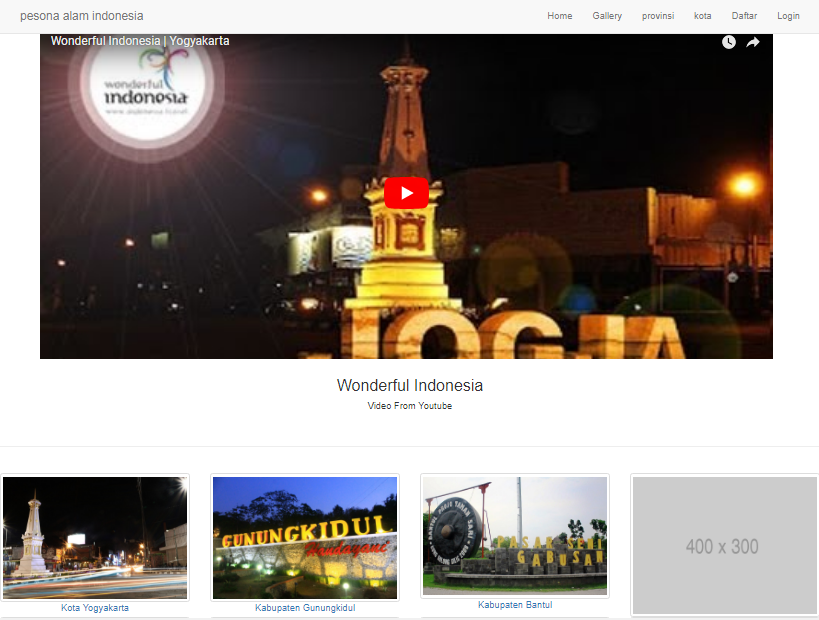 pesona alam indonesia
Home Gallery provinsi kota Daftar Login
Wonderful Indonesia | Yogyakarta
wonderful
indonesia
JOGJA
Wonderful Indonesia
Video From Youtube
GUNUNGKIDUL
Handayani
PASAR SENI
GABUSAN
400 x 300
Kota Yogyakarta
Kabupaten Gunungkidul
Kabupaten Bantul